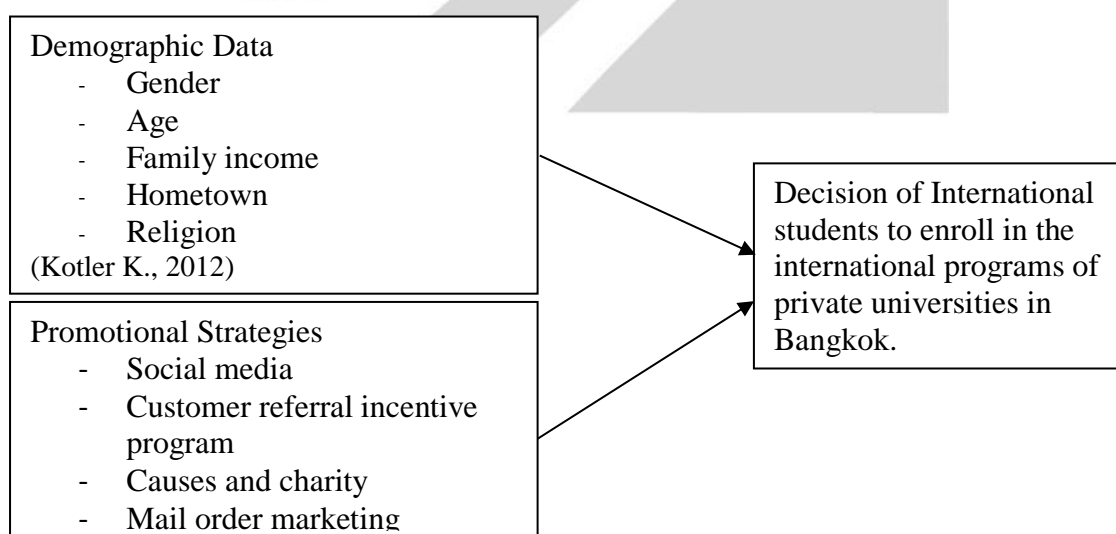 Demographic Data
- Gender
- Age
- Family income
- Hometown
- Religion
(Kotler K., 2012)
Promotional Strategies
- Social media
- Customer referral incentive
program
- Causes and charity
- Mail order marketing
Decision of International
students to enroll in the
international programs of
private universities in
Bangkok.